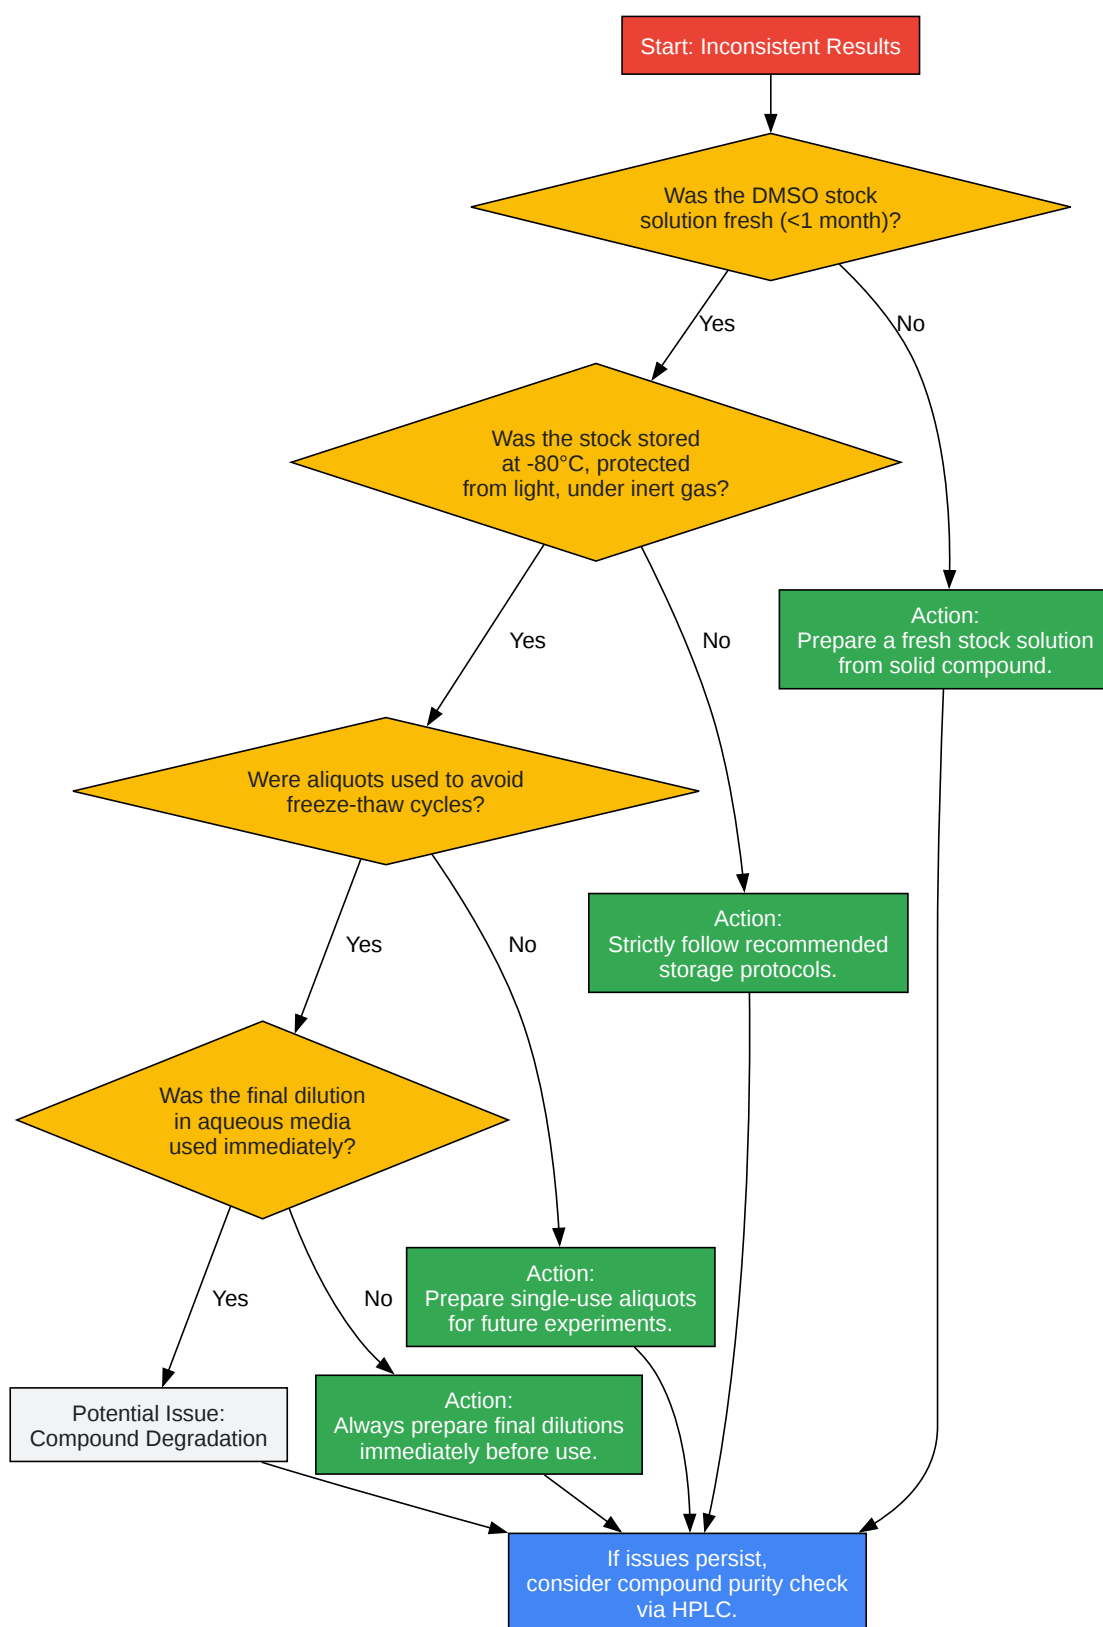 Start: Inconsistent Results
Was the DMSO stock
solution fresh (<1 month)?
Yes
No
Was the stock stored
at -80°C, protected
from light, under inert gas?
Yes
No
Action:
Prepare a fresh stock solution
from solid compound.
Were aliquots used to avoid
freeze-thaw cycles?
Yes
No
Action:
Strictly follow recommended
storage protocols.
Was the final dilution
in aqueous media
used immediately?
Yes
No
Action:
Prepare single-use aliquots
for future experiments.
Potential Issue:
Compound Degradation
Action:
Always prepare final dilutions
immediately before use.
If issues persist,
consider compound purity check
via HPLC.